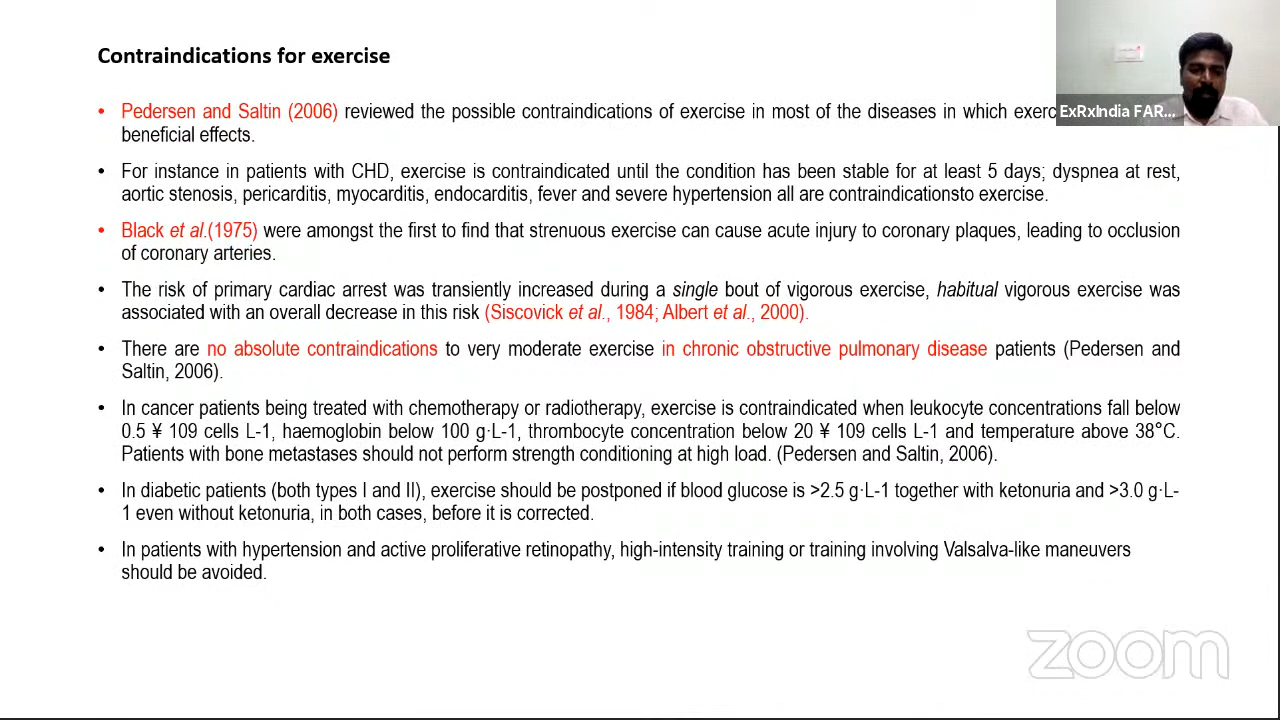 Contraindications for exercise
• Pedersen and Saltin (2006) reviewed the possible contraindications of exercise in most of the diseases in which
beneficial effects.
• For instance in patients with CHD, exercise is contraindicated until the condition has been stable for at least 5 days; dyspnea at rest,
aortic stenosis, pericarditis, myocarditis, endocarditis, fever and severe hypertension all are contraindicationsto exercise.
• Black et al.(1975) were amongst the first to find that strenuous exercise can cause acute injury to coronary plaques, leading to occlusion
of coronary arteries.
• The risk of primary cardiac arrest was transiently increased during a single bout of vigorous exercise, habitual vigorous exercise was
associated with an overall decrease in this risk (Siscovick et al., 1984; Albert et al., 2000).
• There are no absolute contraindications to very moderate exercise in chronic obstructive pulmonary disease patients (Pedersen and
Saltin, 2006).
• In cancer patients being treated with chemotherapy or radiotherapy, exercise is contraindicated when leukocyte concentrations fall below
0.5 ¥ 109 cells L-1, haemoglobin below 100 g·L-1, thrombocyte concentration below 20 ¥ 109 cells L-1 and temperature above 38°C.
Patients with bone metastases should not perform strength conditioning at high load. (Pedersen and Saltin, 2006).
• In diabetic patients (both types I and II), exercise should be postponed if blood glucose is >2.5 g·L-1 together with ketonuria and >3.0 g·L-
1 even without ketonuria, in both cases, before it is corrected.
• In patients with hypertension and active proliferative retinopathy, high-intensity training or training involving Valsalva-like maneuvers
should be avoided.
ExRxIndia FAR...
zoom